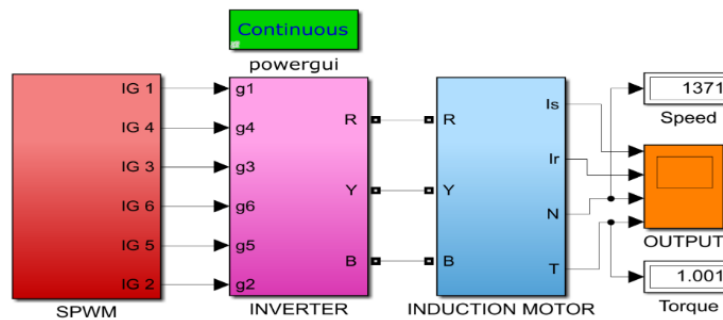 Continuous
powergui
IG 1
IG 4
IG 3
IG 6
IG 5
IG 2
SPWM
g1
g4
g3
g6
g5
g2
R
Y
B
INVERTER
R
Y
B
Is
Ir
N
T
INDUCTION MOTOR
1371
Speed
OUTPUT
1.001
Torque